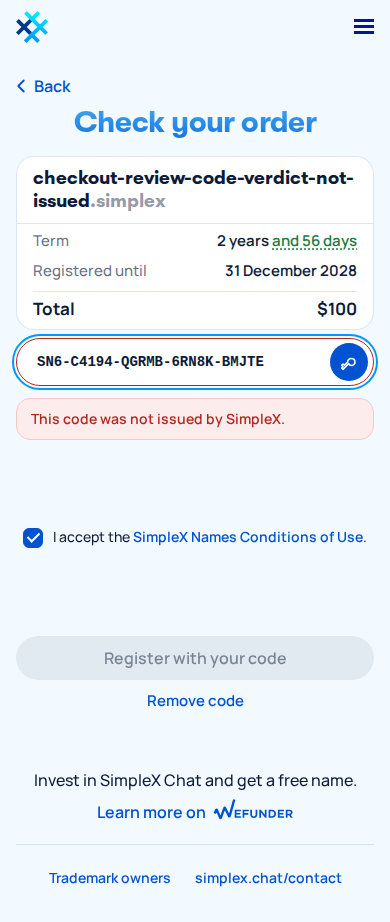 Back
Check your order
checkout-review-code-verdict-not-
issued.simplex
Term 2 years and 56 days
Registered until 31 December 2028
Total $100
SN6-C4194-QGRMB-6RN8K-BMJTE
This code was not issued by SimpleX.
I accept the SimpleX Names Conditions of Use.
Register with your code
Remove code
Invest in SimpleX Chat and get a free name.
Learn more on WEFUNDER
Trademark owners simplex.chat/contact